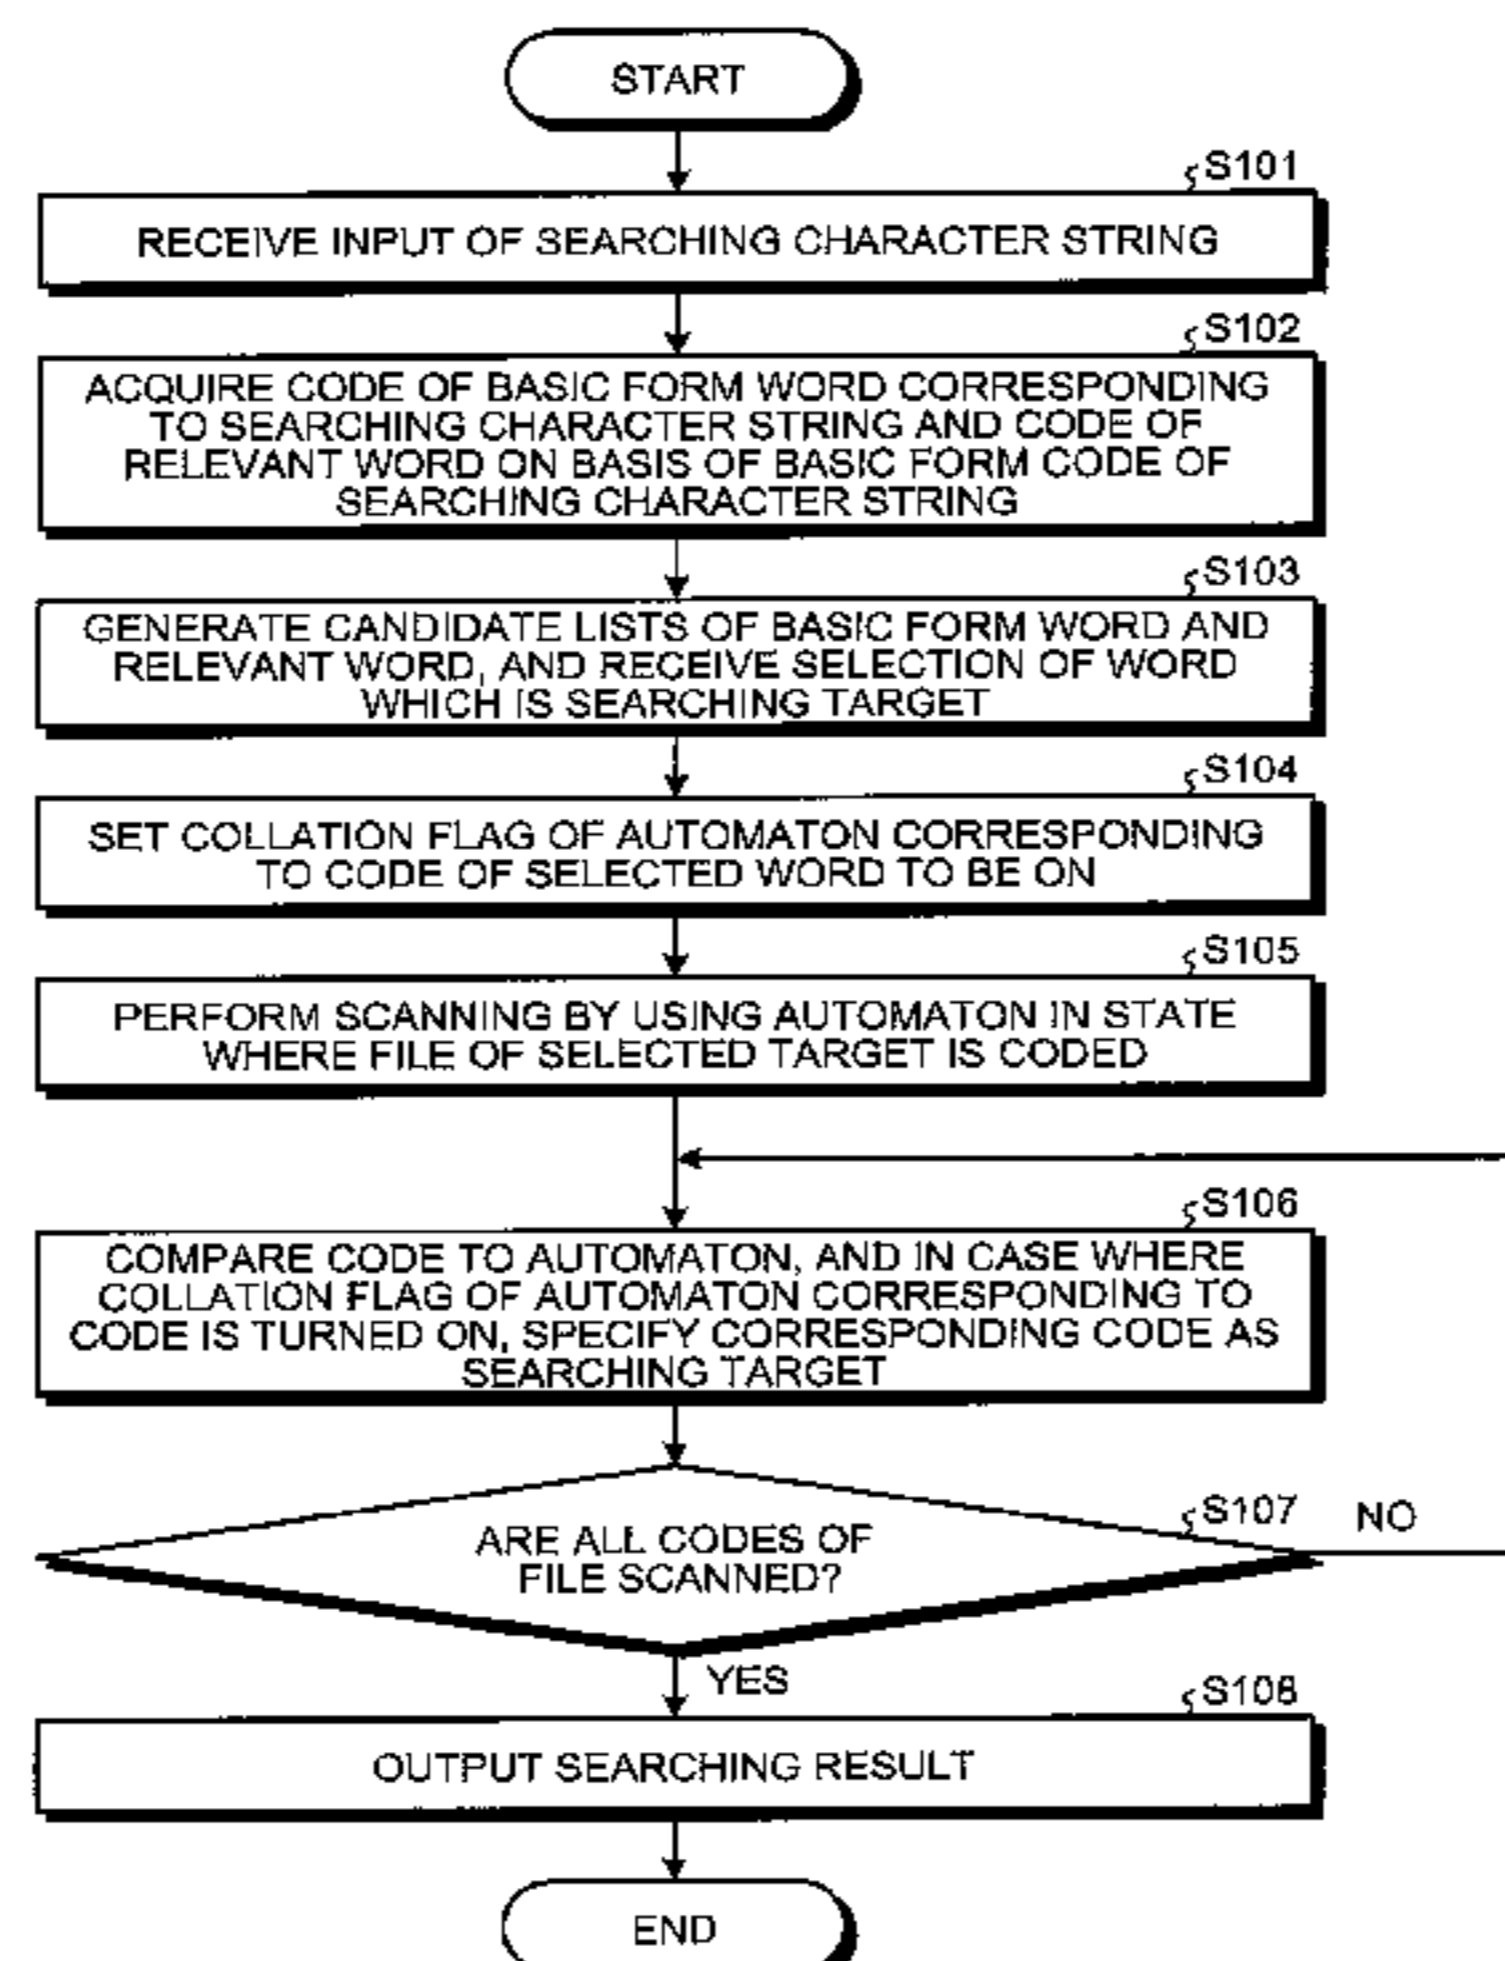 START
S101
RECEIVE INPUT OF SEARCHING CHARACTER STRING
S102
ACQUIRE CODE OF BASIC FORM WORD CORRESPONDING
TO SEARCHING CHARACTER STRING AND CODE OF
RELEVANT WORD ON BASIS OF BASIC FORM CODE OF
SEARCHING CHARACTER STRING
S103
GENERATE CANDIDATE LISTS OF BASIC FORM WORD AND
RELEVANT WORD, AND RECEIVE SELECTION OF WORD
WHICH IS SEARCHING TARGET
S104
SET COLLATION FLAG OF AUTOMATON CORRESPONDING
TO CODE OF SELECTED WORD TO BE ON
S105
PERFORM SCANNING BY USING AUTOMATON IN STATE
WHERE FILE OF SELECTED TARGET IS CODED
S106
COMPARE CODE TO AUTOMATON, AND IN CASE WHERE
COLLATION FLAG OF AUTOMATON CORRESPONDING TO
CODE IS TURNED ON, SPECIFY CORRESPONDING CODE AS
SEARCHING TARGET
S107
NO
ARE ALL CODES OF
FILE SCANNED?
YES
S108
OUTPUT SEARCHING RESULT
END